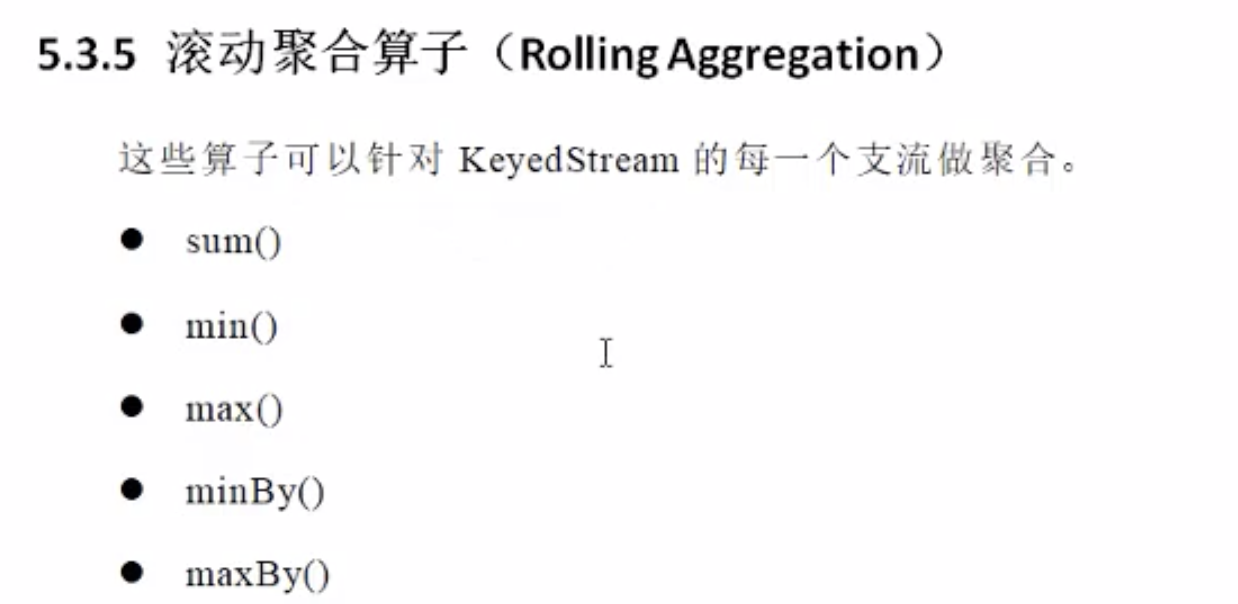 5.3.5 滚动聚合算子（Rolling Aggregation）
这些算子可以针对 KeyedStream 的每一个支流做聚合。
● sum()
● min()
● max()
● minBy()
● maxBy()